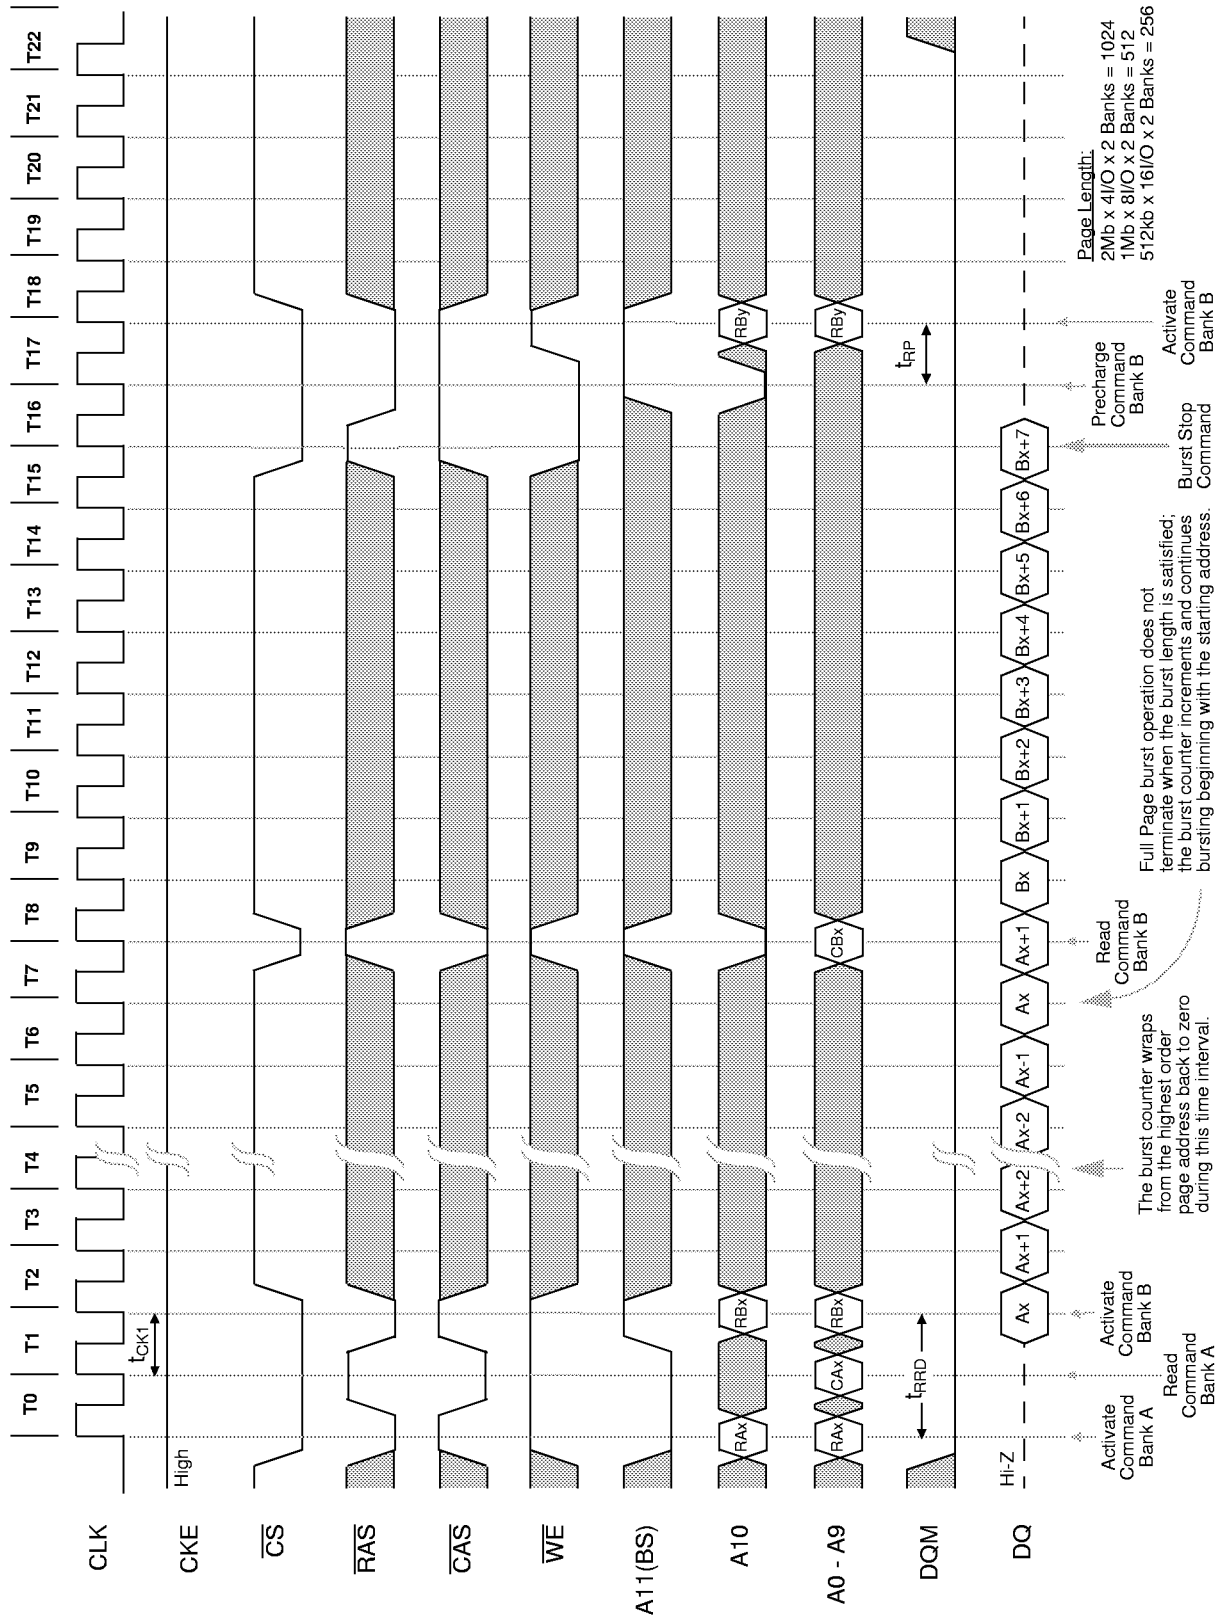 T0 T1 T2 T3 T4 T5 T6 T7 T8 T9 T10 T11 T12 T13 T14 T15 T16 T17 T18 T19 T20 T21 T22
CLK
tCK1
CKE
High
CS
RAS
CAS
WE
A11(BS)
A10
RAx RBx RBy
A0 - A9
RAx CAx RBx CBx RBy
DQM
tRRD
tRP
DQ
Hi-Z
Ax Ax+1 Ax+2 Ax-2 Ax-1 Ax Ax+1 Bx Bx+1 Bx+2 Bx+3 Bx+4 Bx+5 Bx+6 Bx+7
Activate
Command
Bank A
Read
Command
Bank A
Activate
Command
Bank B
The burst counter wraps
from the highest order
page address back to zero
during this time interval.
Read
Command
Bank B
Full Page burst operation does not
terminate when the burst length is satisfied;
the burst counter increments and continues
bursting beginning with the starting address.
Burst Stop
Command
Precharge
Command
Bank B
Activate
Command
Bank B
Page Length:
2Mb x 4I/O x 2 Banks = 1024
1Mb x 8I/O x 2 Banks = 512
512kb x 16I/O x 2 Banks = 256